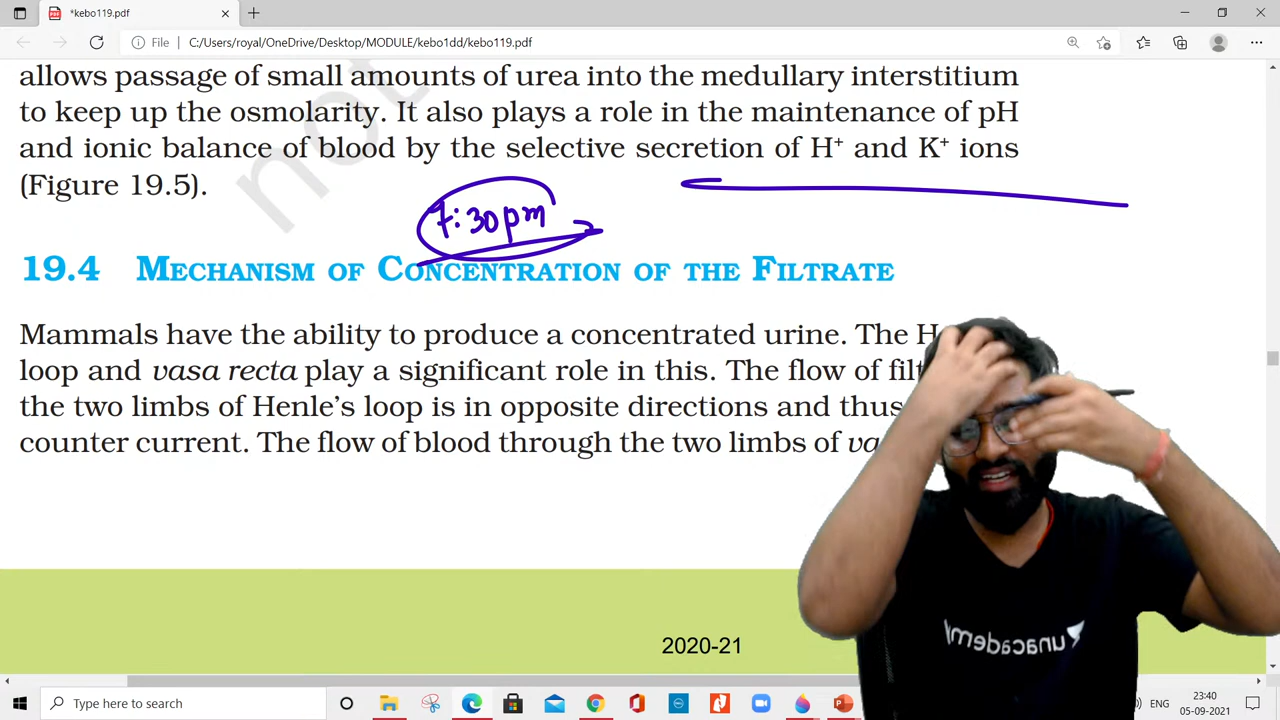 *kebo119.pdf
File
C:/Users/royal/OneDrive/Desktop/MODULE/kebo1dd/kebo119.pdf
allows passage of small amounts of urea into the medullary interstitium
to keep up the osmolarity. It also plays a role in the maintenance of pH
and ionic balance of blood by the selective secretion of H⁺ and K⁺ ions
(Figure 19.5).
not
7:30pm
19.4 MECHANISM OF CONCENTRATION OF THE FILTRATE
Mammals have the ability to produce a concentrated urine. The H
loop and vasa recta play a significant role in this. The flow of filt
the two limbs of Henle's loop is in opposite directions and thus
counter current. The flow of blood through the two limbs of va
unacademy
2020-21
Type here to search
ENG
23:40
05-09-2021